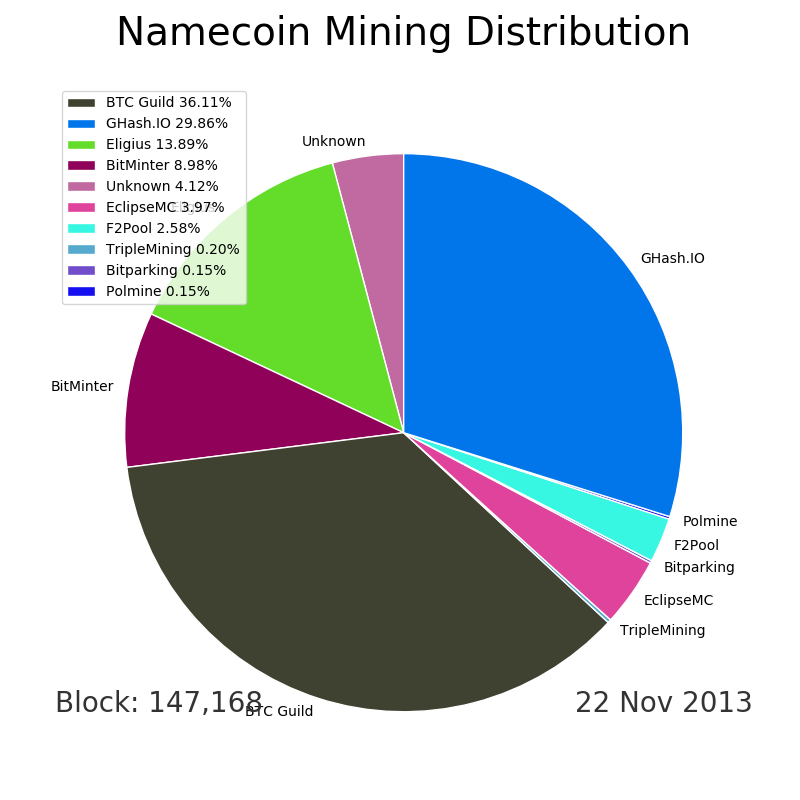 Namecoin Mining Distribution
BTC Guild 36.11%
GHash.IO 29.86%
Eligius 13.89%
BitMinter 8.98%
Unknown 4.12%
EclipseMC 3.97%
F2Pool 2.58%
TripleMining 0.20%
Bitparking 0.15%
Polmine 0.15%
Unknown
Eligius
GHash.IO
BitMinter
Polmine
F2Pool
Bitparking
EclipseMC
TripleMining
BTC Guild
Block: 147,168
22 Nov 2013